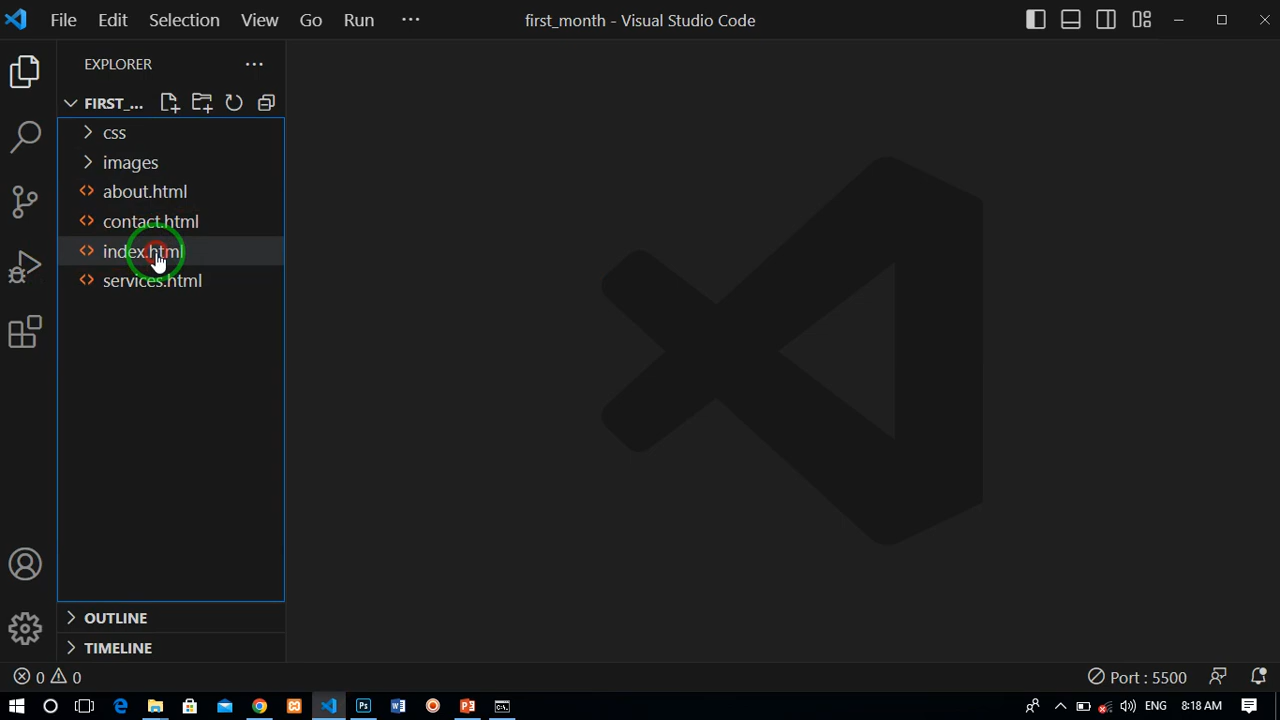 File Edit Selection View Go Run ··· first_month - Visual Studio Code
EXPLORER ···
FIRST_...
css
images
about.html
contact.html
index.html
services.html
OUTLINE
TIMELINE
0 0 Port : 5500
Ps W P ENG 8:18 AM